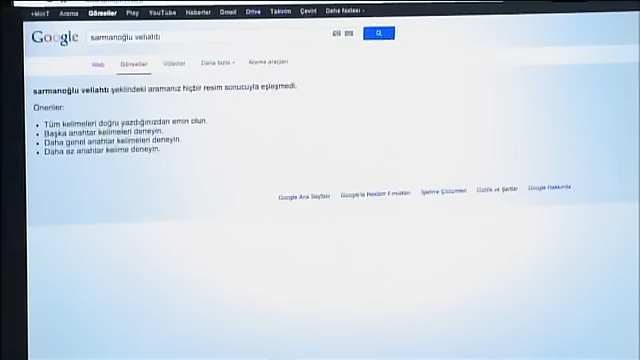 +MinT Arama Görseller Play YouTube Haberler Gmail Drive Takvim Çeviri Daha fazlası
Google sarmanoğlu veliahtı
Web Görseller Videolar Daha fazla Arama araçları
sarmanoğlu veliahtı şeklindeki aramanız hiçbir resim sonucuyla eşleşmedi.
Öneriler:
• Tüm kelimeleri doğru yazdığınızdan emin olun.
• Başka anahtar kelimeleri deneyin.
• Daha genel anahtar kelimeleri deneyin.
• Daha az anahtar kelime deneyin.
Google Ana Sayfası Google'la Reklam Fırsatları İşletme Çözümleri Gizlilik ve Şartlar Google Hakkında